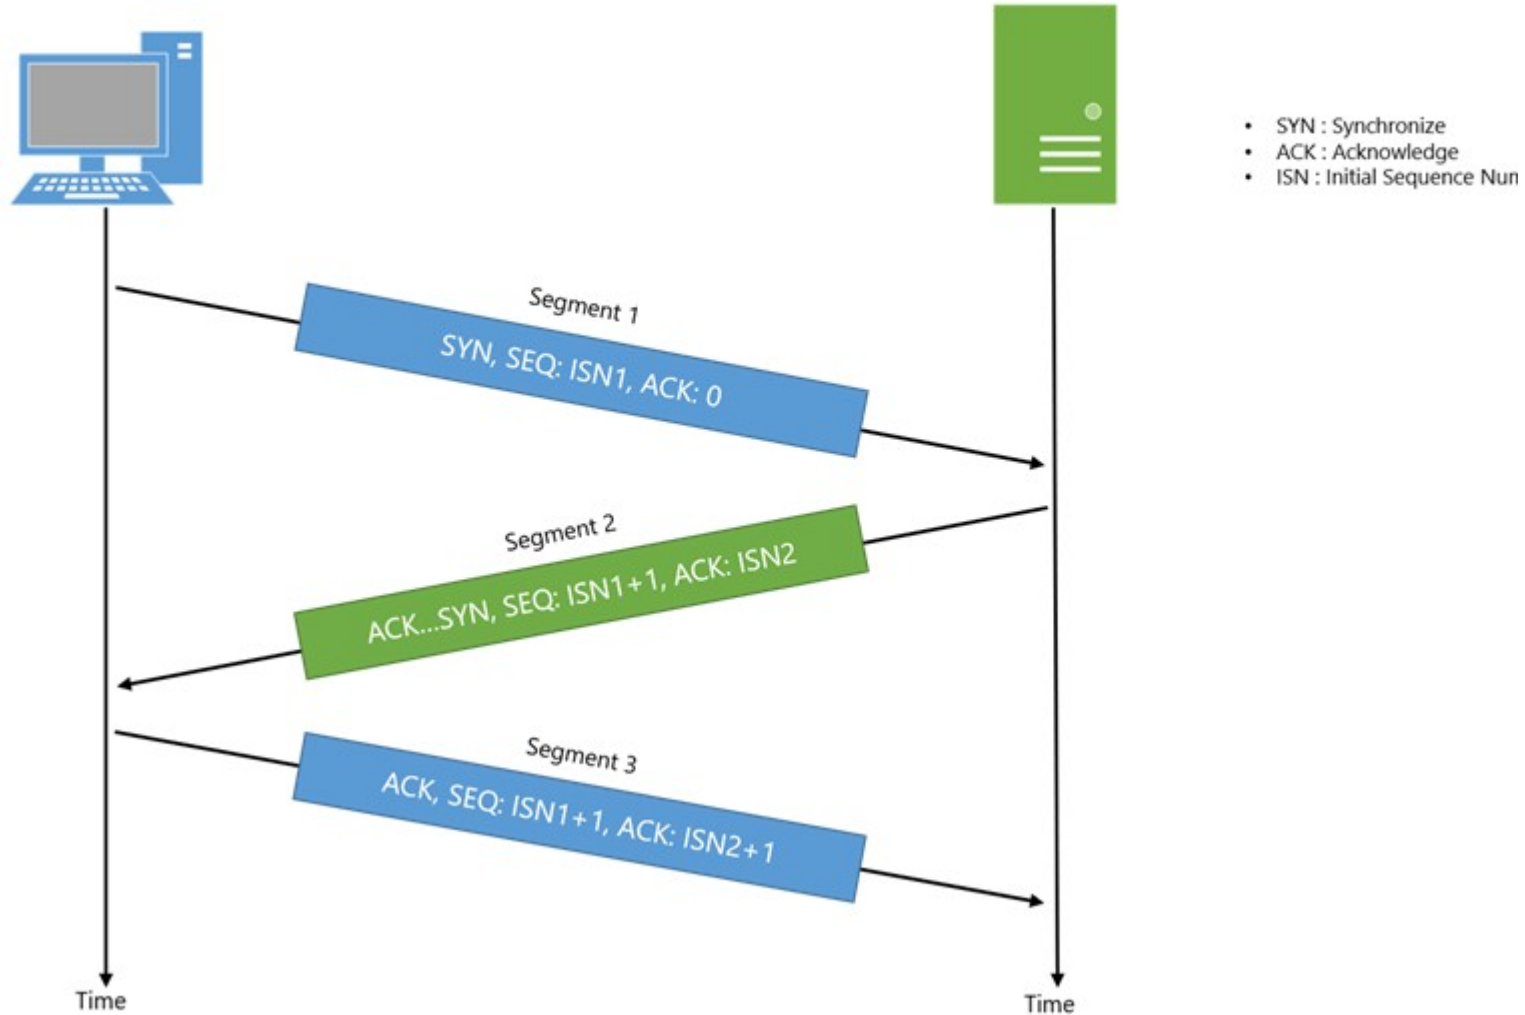 • SYN : Synchronize
• ACK : Acknowledge
• ISN : Initial Sequence Num
Segment 1
SYN, SEQ: ISN1, ACK: 0
Segment 2
ACK...SYN, SEQ: ISN1+1, ACK: ISN2
Segment 3
ACK, SEQ: ISN1+1, ACK: ISN2+1
Time
Time